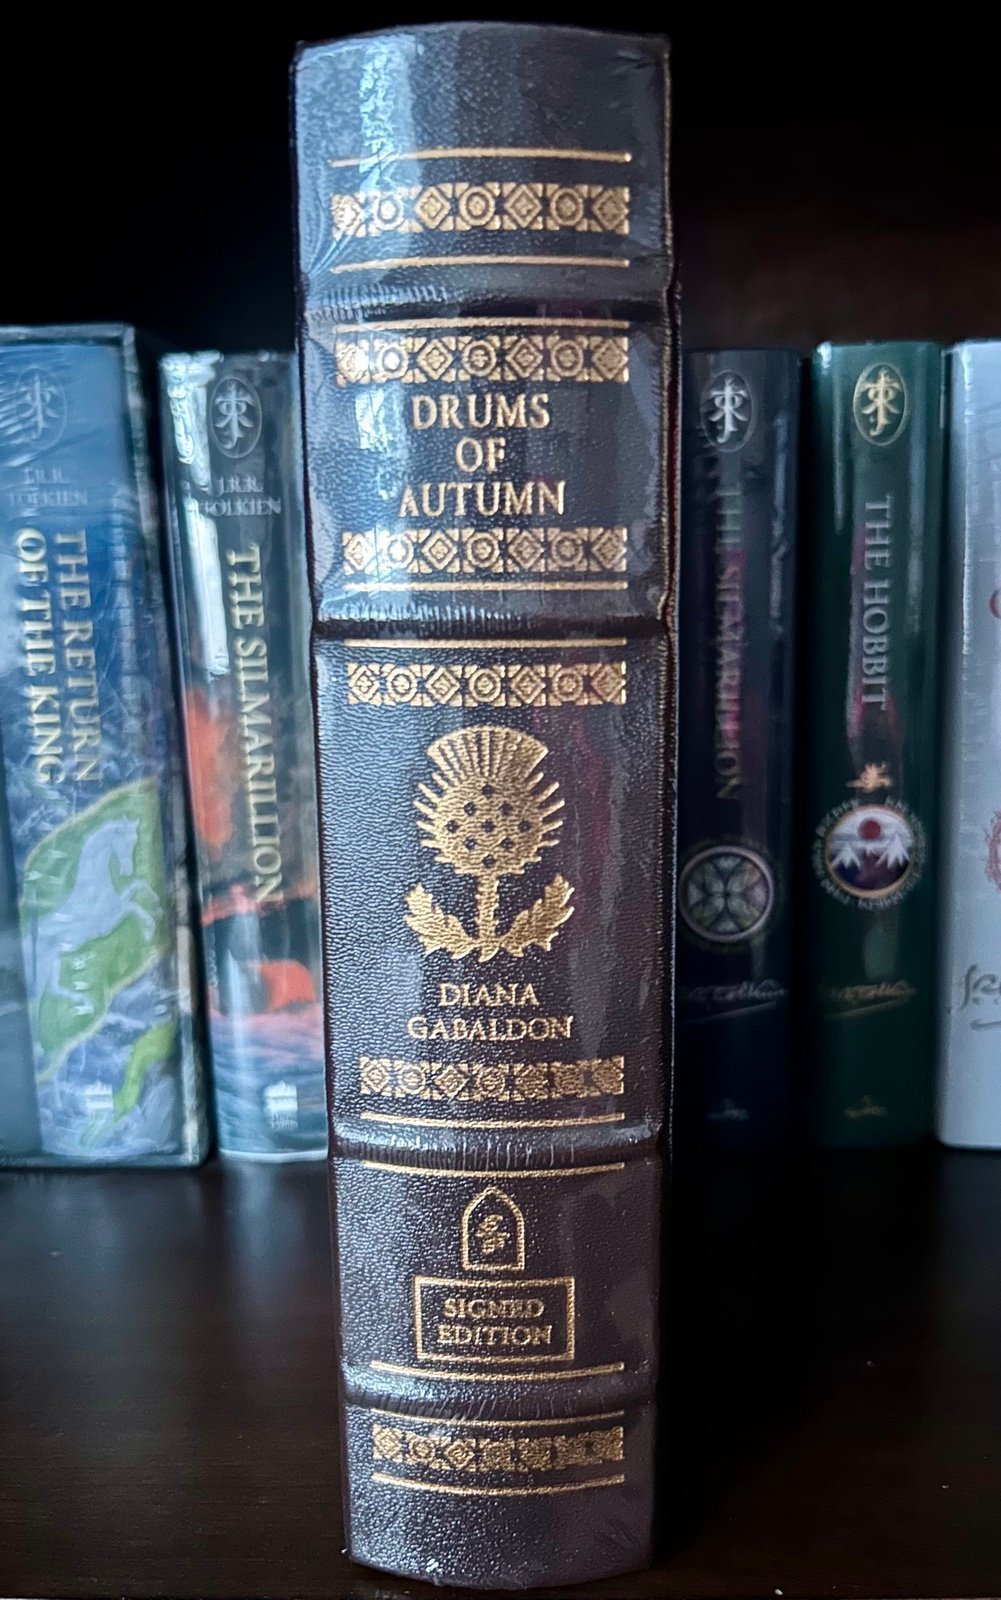 DRUMS
OF
AUTUMN
DIANA
GABALDON
SIGNED
EDITION
J.R.R.
TOLKIEN
THE RETURN
OF THE KING
J.R.R.
TOLKIEN
THE SILMARILLION
THE SILMARILLION
THE HOBBIT